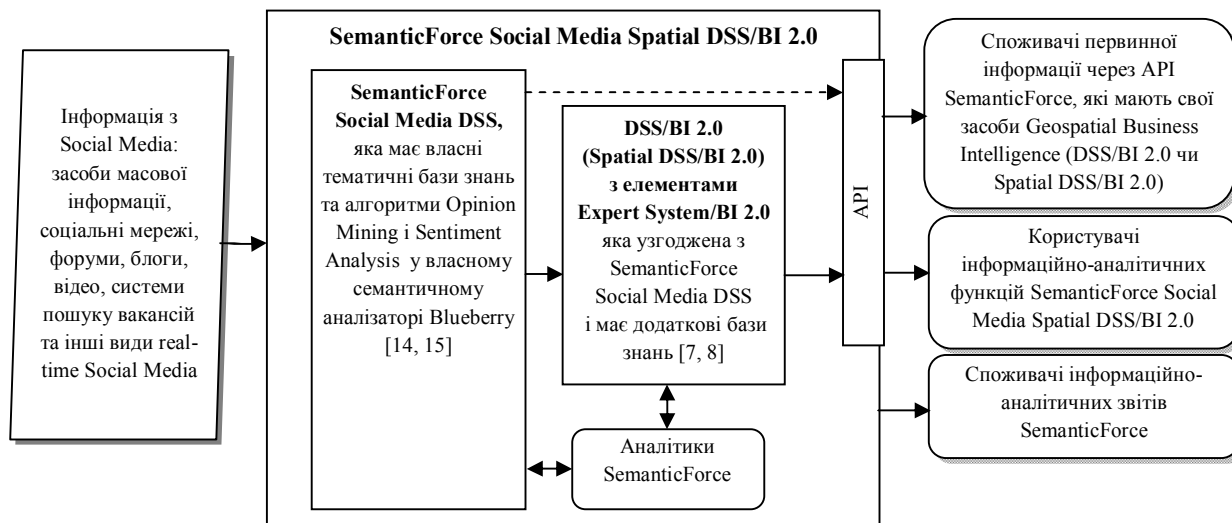 SemanticForce Social Media Spatial DSS/BI 2.0
Інформація з
Social Media:
засоби масової
інформації,
соціальні мережі,
форуми, блоги,
відео, системи
пошуку вакансій
та інші види real-
time Social Media
SemanticForce
Social Media DSS,
яка має власні
тематичні бази знань
та алгоритми Opinion
Mining і Sentiment
Analysis у власному
семантичному
аналізаторі Blueberry
[14, 15]
DSS/BI 2.0
(Spatial DSS/BI 2.0)
з елементами
Expert System/BI 2.0
яка узгоджена з
SemanticForce
Social Media DSS
і має додаткові бази
знань [7, 8]
Аналітики
SemanticForce
API
Споживачі первинної
інформації через API
SemanticForce, які мають свої
засоби Geospatial Business
Intelligence (DSS/BI 2.0 чи
Spatial DSS/BI 2.0)
Користувачі
інформаційно-аналітичних
функцій SemanticForce Social
Media Spatial DSS/BI 2.0
Споживачі інформаційно-
аналітичних звітів
SemanticForce